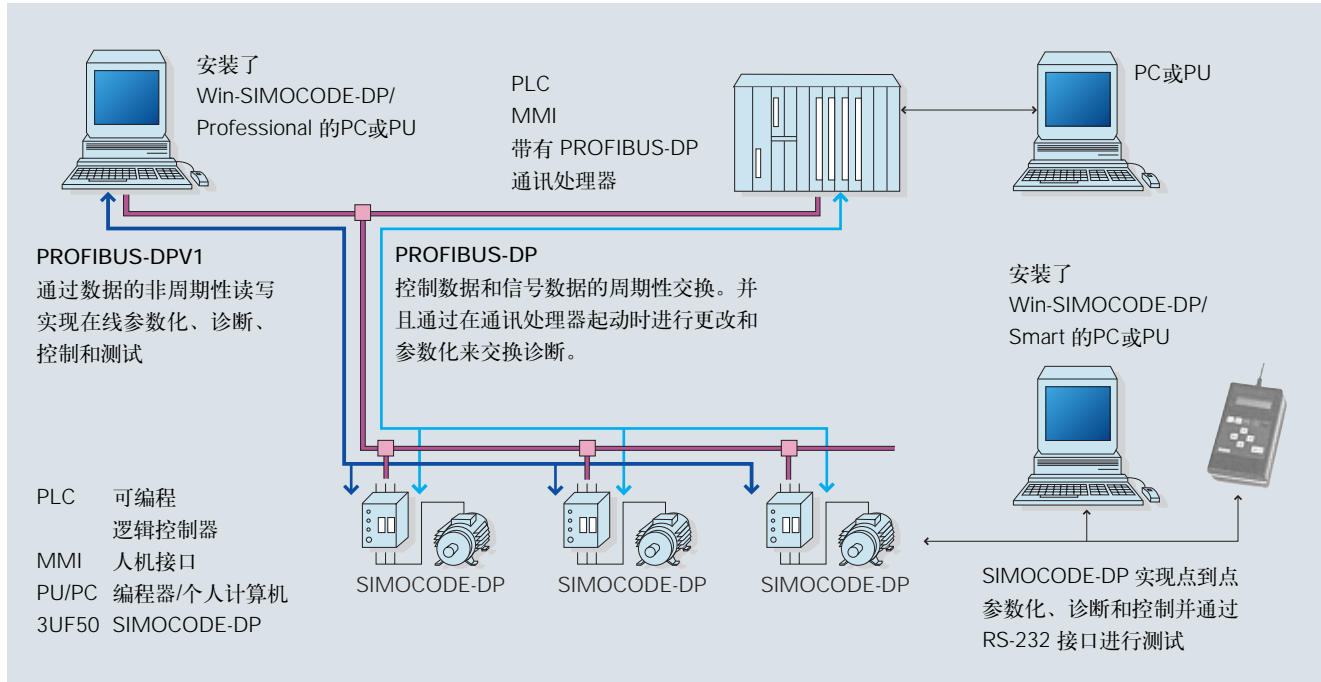 安装了
Win-SIMOCODE-DP/
Professional 的PC或PU
PLC
MMI
带有 PROFIBUS-DP
通讯处理器
PC或PU
PROFIBUS-DPV1
通过数据的非周期性读写
实现在线参数化、诊断、
控制和测试
PROFIBUS-DP
控制数据和信号数据的周期性交换。并
且通过在通讯处理器起动时进行更改和
参数化来交换诊断。
安装了
Win-SIMOCODE-DP/
Smart 的PC或PU
PLC 可编程
逻辑控制器
MMI 人机接口
PU/PC 编程器/个人计算机
3UF50 SIMOCODE-DP
SIMOCODE-DP
SIMOCODE-DP
SIMOCODE-DP
SIMOCODE-DP 实现点到点
参数化、诊断和控制并通过
RS-232 接口进行测试